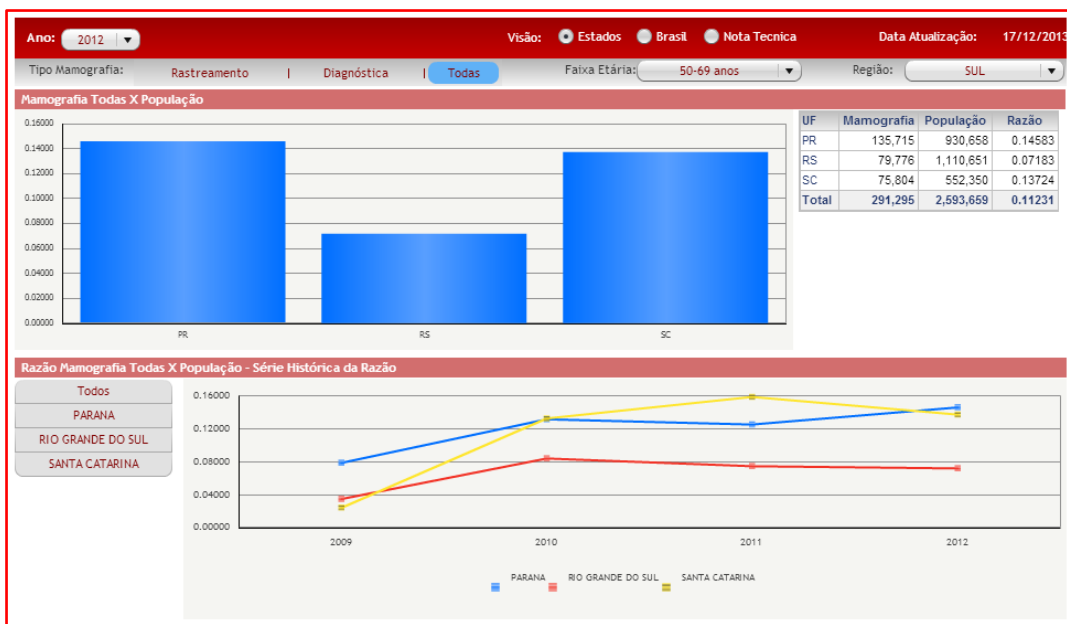 Ano: 2012 Visão: Estados Brasil Nota Tecnica Data Atualização: 17/12/2013
Tipo Mamografia: Rastreamento | Diagnóstica | Todas Faixa Etária: 50-69 anos Região: SUL
Mamografia Todas X População
0.16000
0.14000
0.12000
0.10000
0.08000
0.06000
0.04000
0.02000
0.00000
PR RS SC
UF Mamografia População Razão
PR 135,715 930,658 0.14583
RS 79,776 1,110,651 0.07183
SC 75,804 552,350 0.13724
Total 291,295 2,593,659 0.11231
Razão Mamografia Todas X População - Série Histórica da Razão
Todos
PARANA
RIO GRANDE DO SUL
SANTA CATARINA
0.16000
0.12000
0.08000
0.04000
0.00000
2009 2010 2011 2012
PARANA RIO GRANDE DO SUL SANTA CATARINA